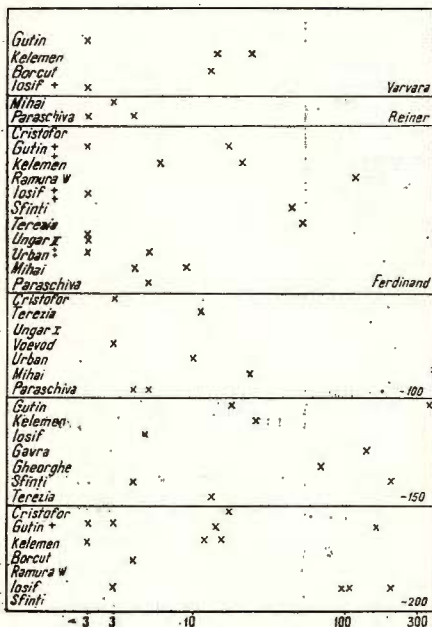 Gutin
Kelemen
Borcut
Iosif +
Varvara
Mihai
Paraschiva
Reiner
Cristofor
Gutin +
Kelemen +
Ramura W
Iosif +
Sfinti +
Terezia
Ungar I
Urban +
Mihai
Paraschiva
Ferdinand
Cristofor
Terezia
Ungar I
Voevod
Urban
Mihai
Paraschiva
-100
Gutin
Kelemen
Iosif
Gavra
Gheorghe
Sfinti
Terezia
-150
Cristofor
Gutin +
Kelemen
Borcut
Ramura W
Iosif
Sfinti
-200
3 3 10 100 300